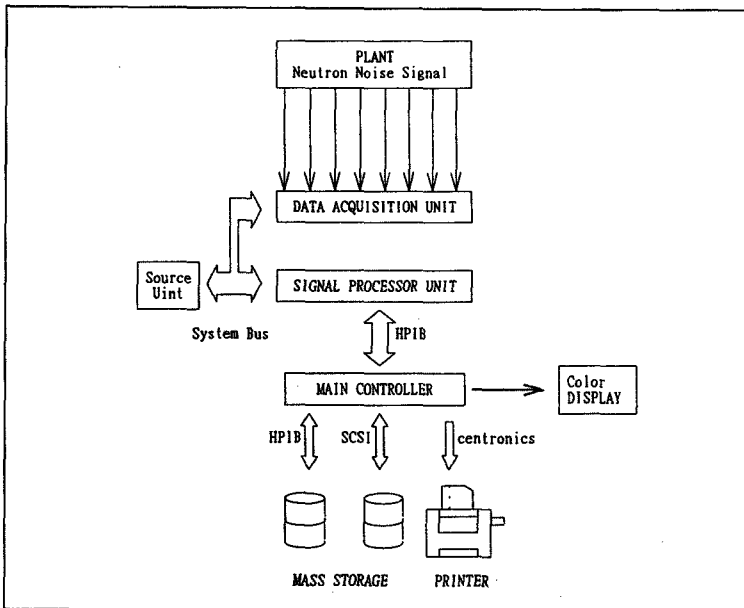 PLANT
Neutron Noise Signal
DATA ACQUISITION UNIT
Source
Uint
SIGNAL PROCESSOR UNIT
System Bus
HPIB
MAIN CONTROLLER
Color
DISPLAY
HPIB
SCSI
centronics
MASS STORAGE
PRINTER